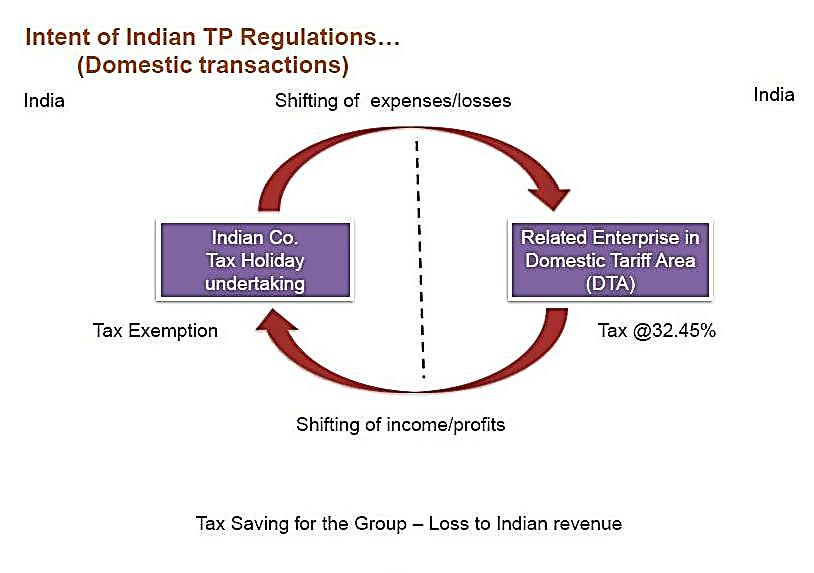 Intent of Indian TP Regulations…
(Domestic transactions)
India
Shifting of expenses/losses
India
Indian Co.
Tax Holiday
undertaking
Related Enterprise in
Domestic Tariff Area
(DTA)
Tax Exemption
Tax @32.45%
Shifting of income/profits
Tax Saving for the Group – Loss to Indian revenue